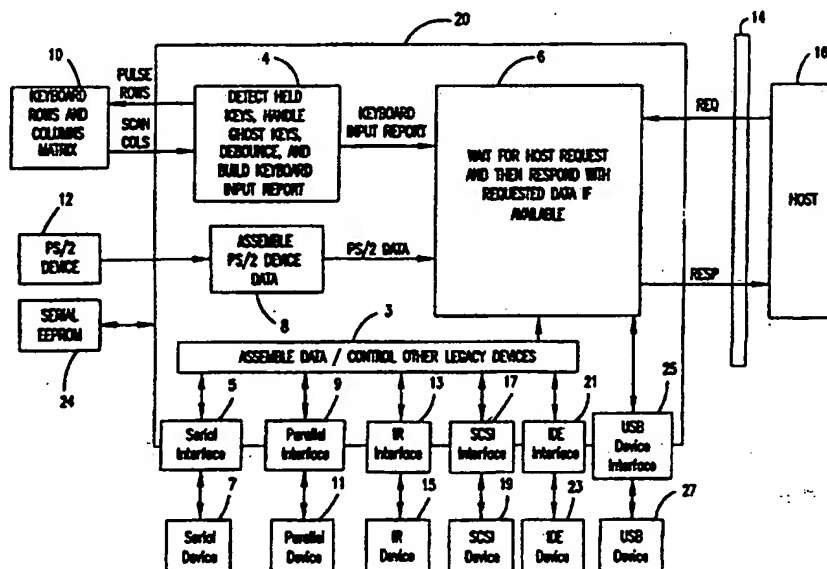 20
14
10
4
6
16
KEYBOARD
ROWS AND
COLUMNS
MATRIX
PULSE
ROWS
SCAN
COLS
DETECT HELD
KEYS, HANDLE
GHOST KEYS,
DEBOUNCE, AND
BUILD KEYBOARD
INPUT REPORT
KEYBOARD
INPUT REPORT
WAIT FOR HOST REQUEST
AND THEN RESPOND WITH
REQUESTED DATA IF
AVAILABLE
REQ
HOST
RESP
12
PS/2
DEVICE
ASSEMBLE
PS/2 DEVICE
DATA
PS/2 DATA
8
SERIAL
EEPROM
24
3
ASSEMBLE DATA / CONTROL OTHER LEGACY DEVICES
5
9
13
17
21
25
Serial
Interface
Parallel
Interface
IR
Interface
SCSI
Interface
IDE
Interface
USB
Device
Interface
7
11
15
19
23
27
Serial
Device
Parallel
Device
IR
Device
SCSI
Device
IDE
Device
USB
Device